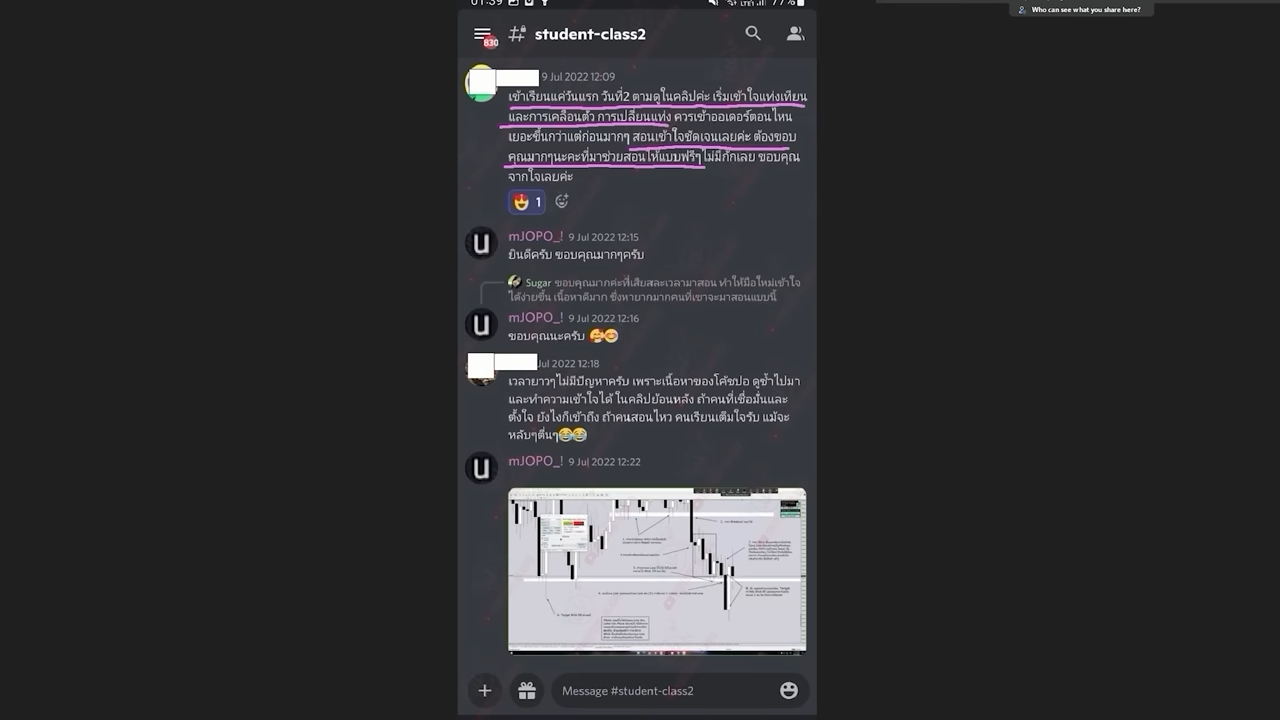 01:39
77%
Who can see what you share here?
830
student-class2
9 Jul 2022 12:09
เข้าเรียนแค่วันแรก วันที่2 ตามดูในคลิปค่ะ เริ่มเข้าใจแท่งเทียน
และการเคลื่อนตัว การเปลี่ยนแท่ง ควรเข้าออเดอร์ตอนไหน
เยอะขึ้นกว่าแต่ก่อนมากๆ สอนเข้าใจชัดเจนเลยค่ะ ต้องขอบ
คุณมากๆนะคะที่มาช่วยสอนให้แบบฟรีๆไม่มีกั๊กเลย ขอบคุณ
จากใจเลยค่ะ
1
mJOPO_! 9 Jul 2022 12:15
ยินดีครับ ขอบคุณมากๆครับ
Sugar ขอบคุณมากค่ะที่เสียสละเวลามาสอน ทำให้มือใหม่เข้าใจ
ได้ง่ายขึ้น เนื้อหาดีมาก ซึ่งหายากมากคนที่เขาจะมาสอนแบบนี้
mJOPO_! 9 Jul 2022 12:16
ขอบคุณนะครับ
Jul 2022 12:18
เวลายาวๆไม่มีปัญหาครับ เพราะเนื้อหาของโค้ชปอ ดูซ้ำไปมา
และทำความเข้าใจได้ ในคลิปย้อนหลัง ถ้าคนที่เชื่อมั่นและ
ตั้งใจ ยังไงก็เข้าถึง ถ้าคนสอนไหว คนเรียนเต็มใจรับ แม้จะ
หลับๆตื่นๆ
mJOPO_! 9 Jul 2022 12:22
Message #student-class2